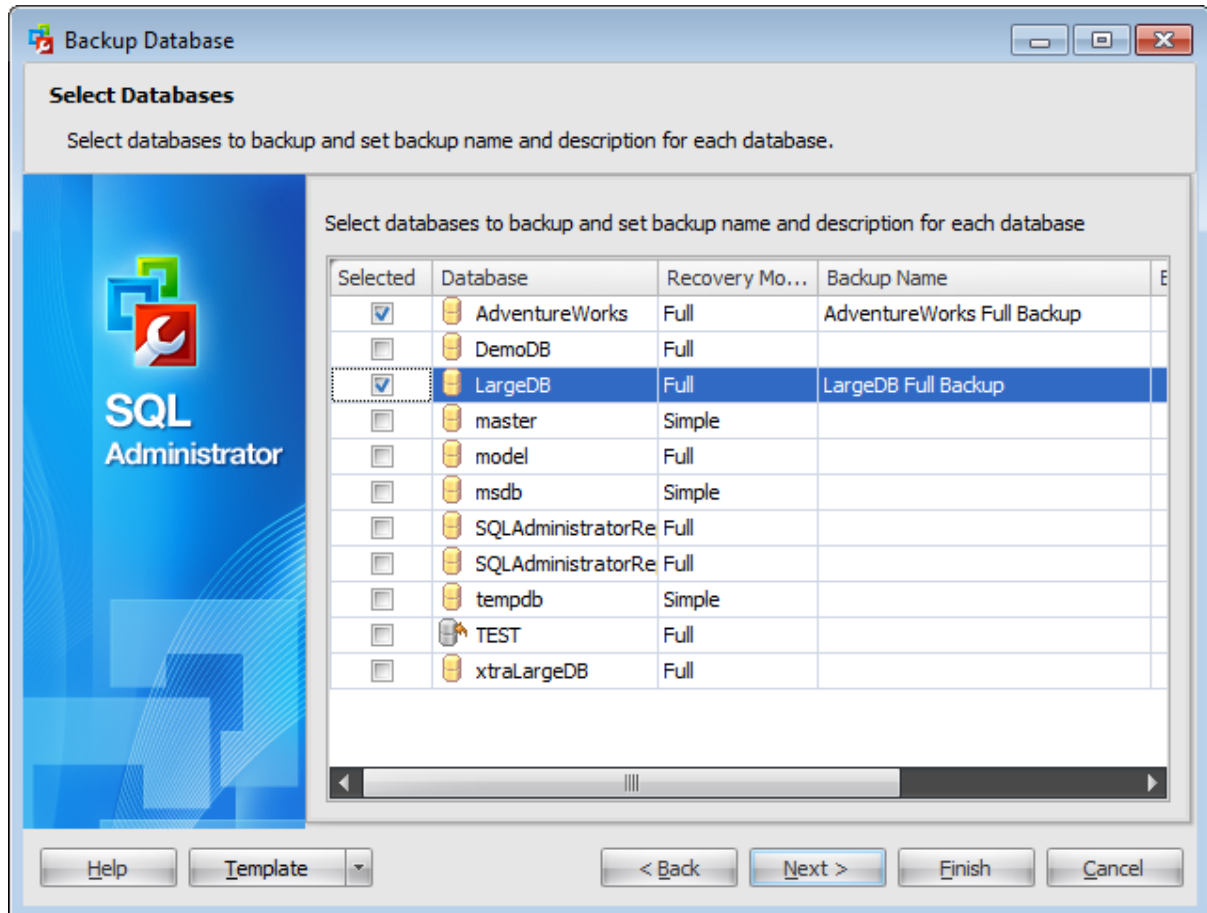 Backup Database
Select Databases
Select databases to backup and set backup name and description for each database.
SQL
Administrator
Select databases to backup and set backup name and description for each database
Selected Database Recovery Mo... Backup Name
AdventureWorks Full AdventureWorks Full Backup
DemoDB Full
LargeDB Full LargeDB Full Backup
master Simple
model Full
msdb Simple
SQLAdministratorRe Full
SQLAdministratorRe Full
tempdb Simple
TEST Full
xtraLargeDB Full
Help Template < Back Next > Finish Cancel